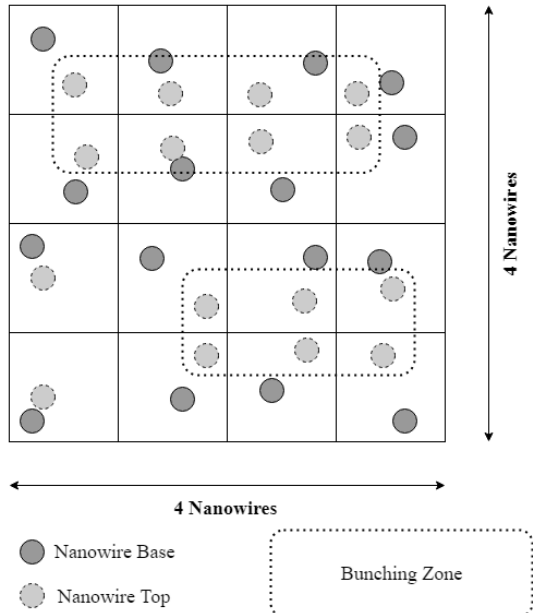 4 Nanowires
4 Nanowires
Nanowire Base
Nanowire Top
Bunching Zone